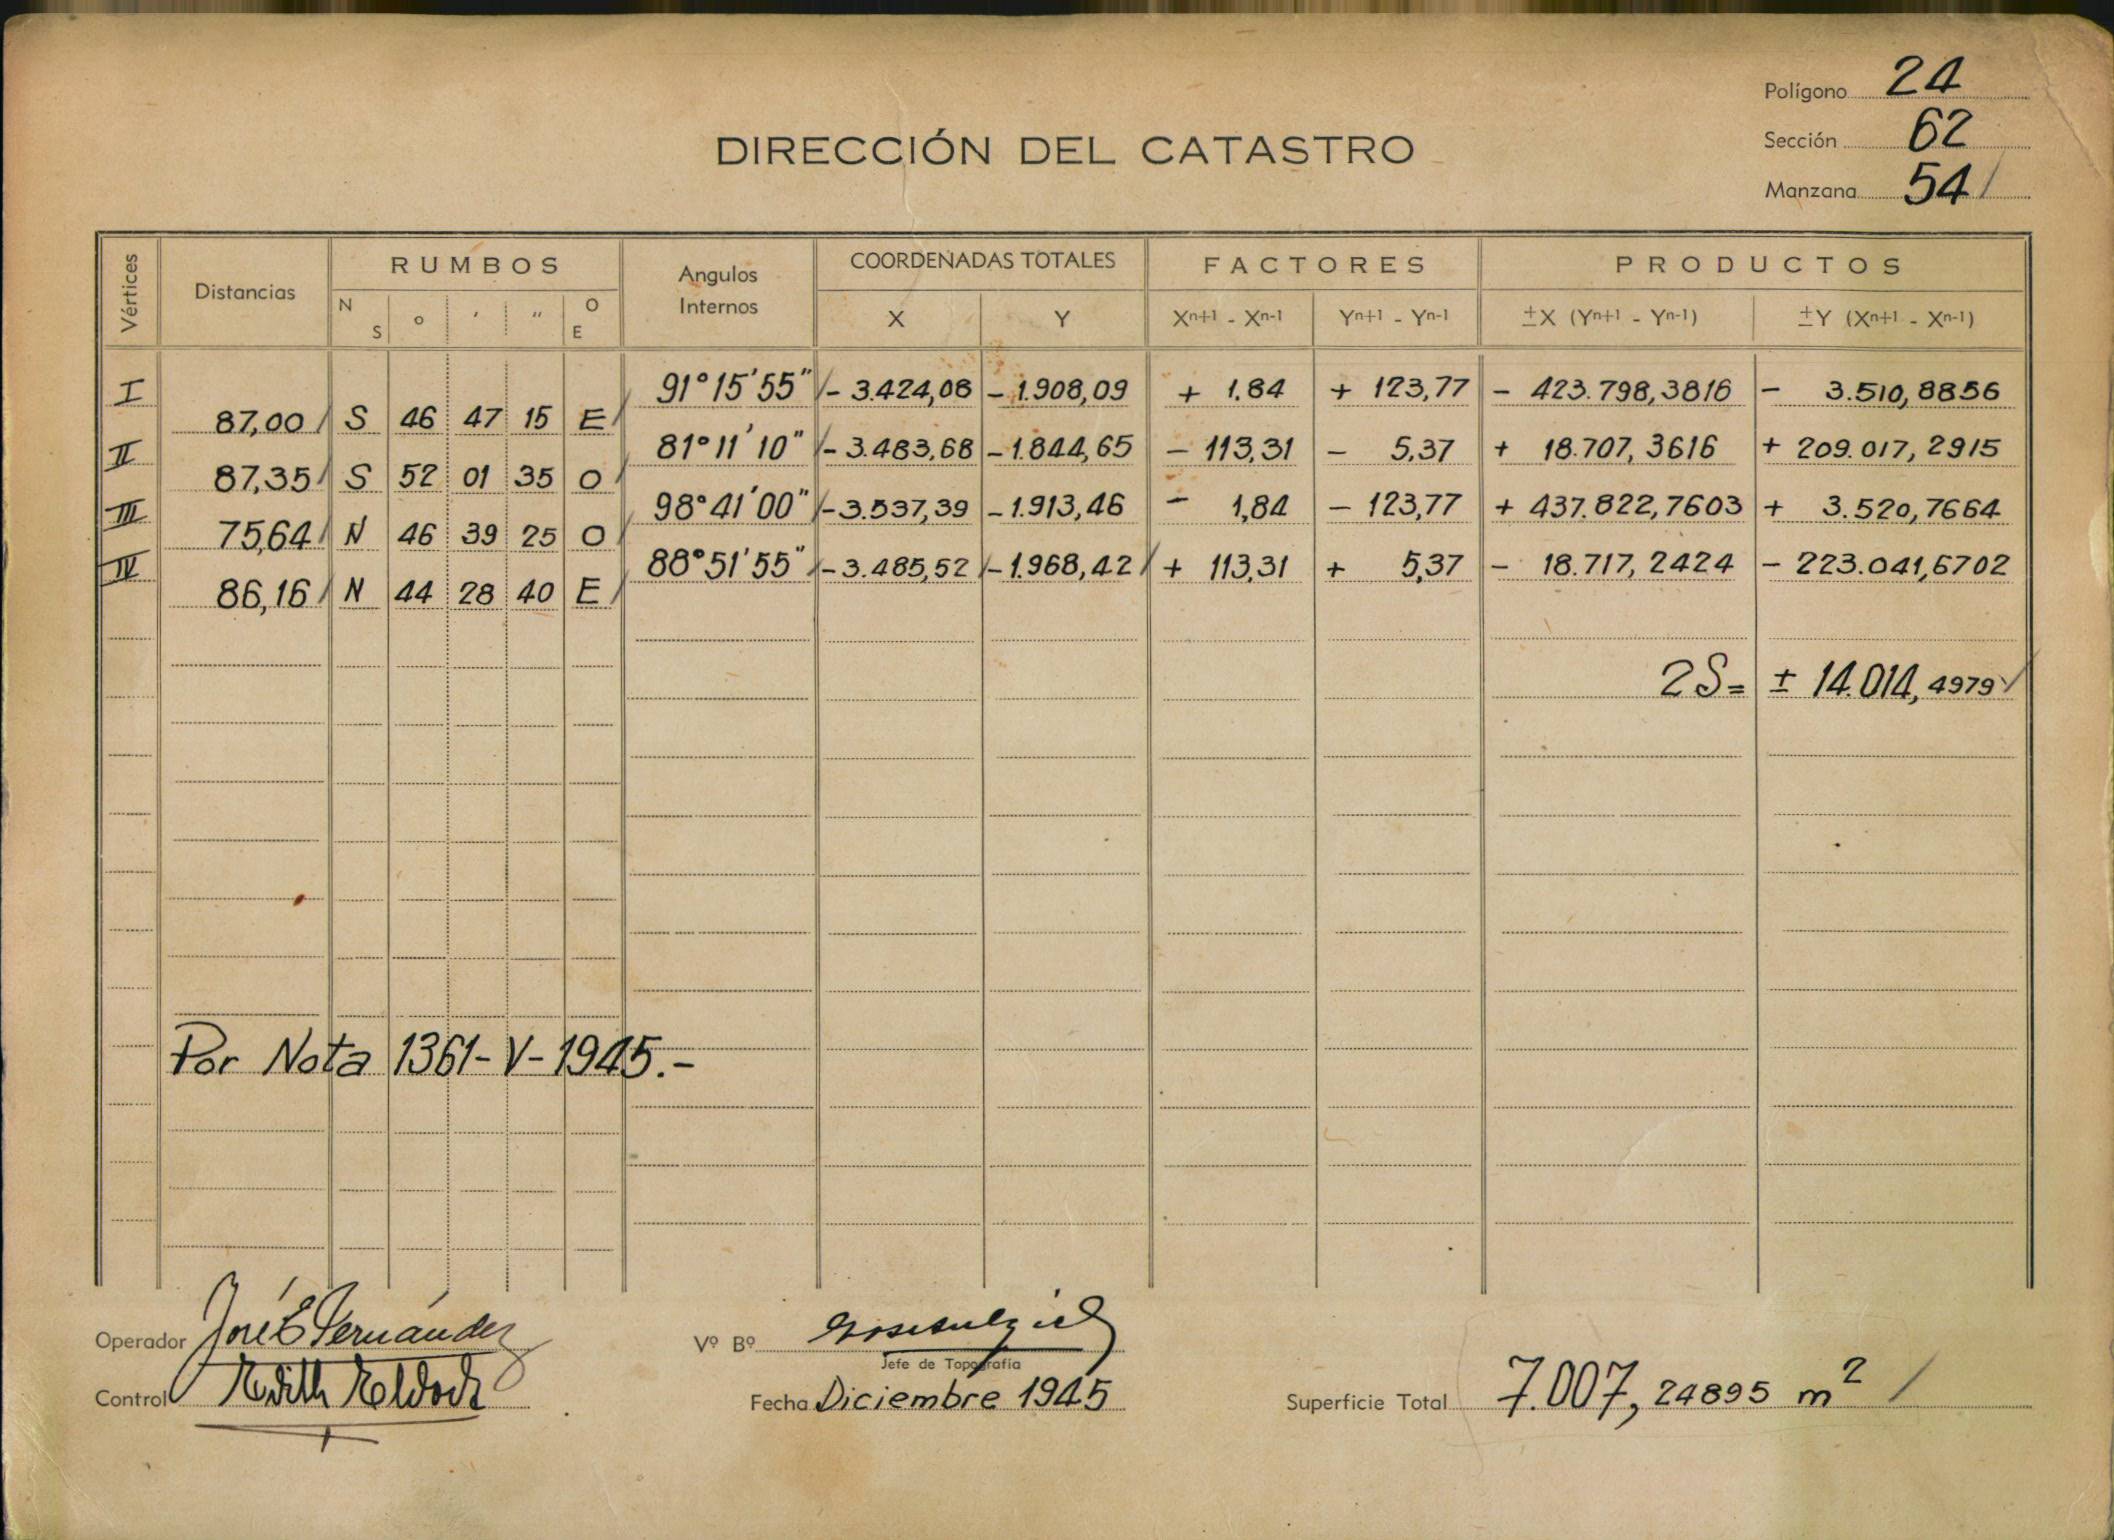 Polígono 24
Sección 62
Manzana 54
DIRECCIÓN DEL CATASTRO
Vértices Distancias RUMBOS Angulos Internos COORDENADAS TOTALES FACTORES PRODUCTOS
N S o ' " O E X Y Xn+1 - Xn-1 Yn+1 - Yn-1 ±X (Yn+1 - Yn-1) ±Y (Xn+1 - Xn-1)
I 91°15'55" - 3.424,08 - 1.908,09 + 1,84 + 123,77 - 423.798,3816 - 3.510,8856
87,00 S 46 47 15 E
II 81°11'10" - 3.483,68 - 1.844,65 - 113,31 - 5,37 + 18.707,3616 + 209.017,2915
87,35 S 52 01 35 O
III 98°41'00" - 3.537,39 - 1.913,46 - 1,84 - 123,77 + 437.822,7603 + 3.520,7664
75,64 N 46 39 25 O
IV 88°51'55" - 3.485,52 - 1.968,42 + 113,31 + 5,37 - 18.717,2424 - 223.041,6702
86,16 N 44 28 40 E
2S= ± 14.014,4979
Por Nota 1361-V-1945.-
Operador José E Fernández
Vº Bº
Jefe de Topografía
Control Edith
Fecha Diciembre 1945
Superficie Total 7.007,24895 m²